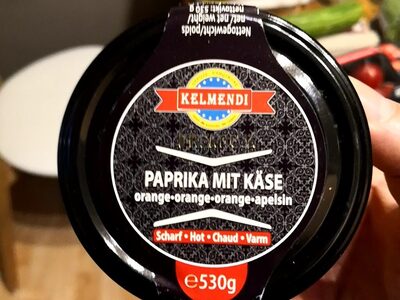 Nettogewicht/poids
net/ net weight/
nettovikt: 530 g
KELMENDI
PAPRIKA MIT KÄSE
orange•orange•orange•apelsin
Scharf • Hot • Chaud • Varm
℮530g